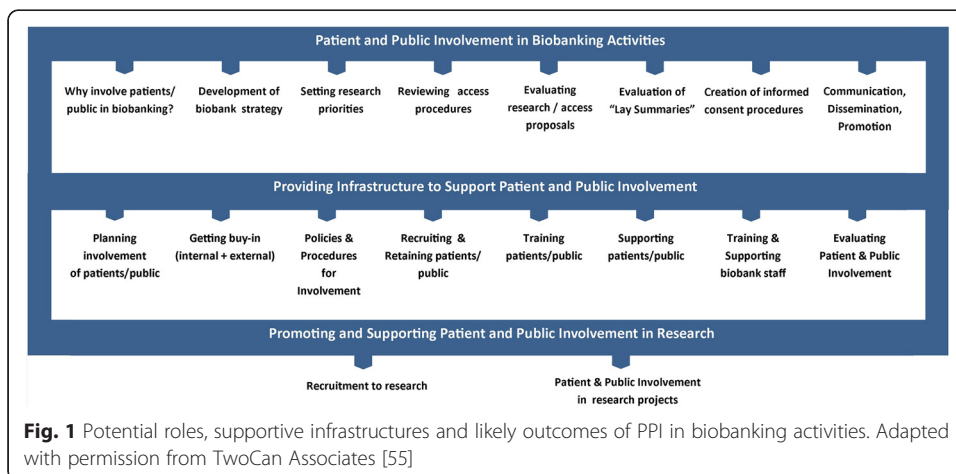 Patient and Public Involvement in Biobanking Activities
Why involve patients/
public in biobanking?
Development of
biobank strategy
Setting research
priorities
Reviewing access
procedures
Evaluating
research / access
proposals
Evaluation of
“Lay Summaries”
Creation of informed
consent procedures
Communication,
Dissemination,
Promotion
Providing Infrastructure to Support Patient and Public Involvement
Planning
involvement
of patients/public
Getting buy-in
(internal + external)
Policies &
Procedures
for
Involvement
Recruiting &
Retaining patients/
public
Training
patients/public
Supporting
patients/public
Training &
Supporting
biobank staff
Evaluating
Patient & Public
Involvement
Promoting and Supporting Patient and Public Involvement in Research
Recruitment to research
Patient & Public Involvement
in research projects
Fig. 1 Potential roles, supportive infrastructures and likely outcomes of PPI in biobanking activities. Adapted
with permission from TwoCan Associates [55]